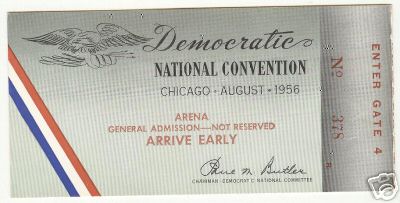 Democratic
NATIONAL CONVENTION
CHICAGO - AUGUST - 1956
ARENA
GENERAL ADMISSION—NOT RESERVED
ARRIVE EARLY
Paul M. Butler
CHAIRMAN - DEMOCRATIC NATIONAL COMMITTEE
No 378
ENTER GATE 4